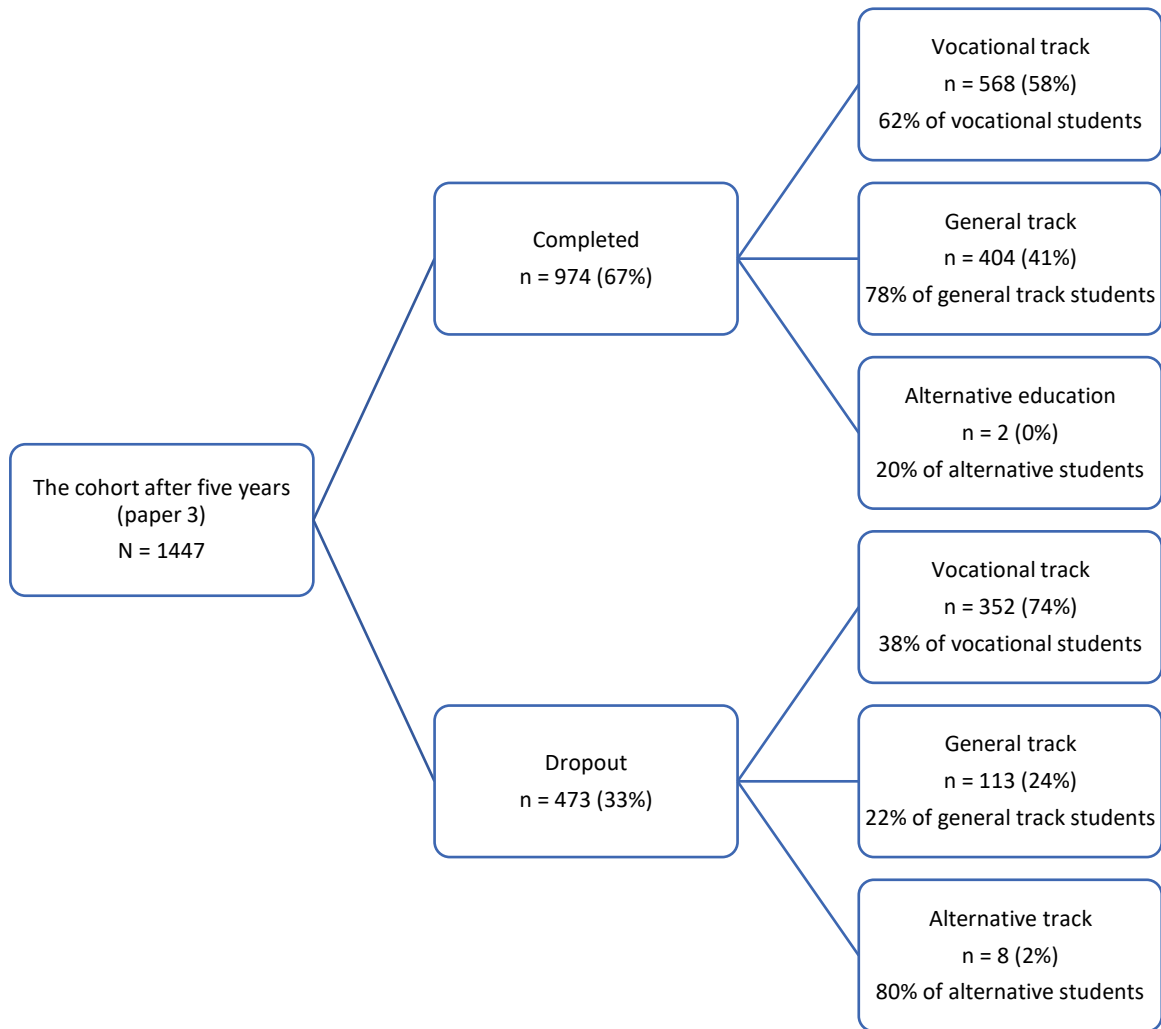 The cohort after five years
(paper 3)
N = 1447
Completed
n = 974 (67%)
Vocational track
n = 568 (58%)
62% of vocational students
General track
n = 404 (41%)
78% of general track students
Alternative education
n = 2 (0%)
20% of alternative students
Dropout
n = 473 (33%)
Vocational track
n = 352 (74%)
38% of vocational students
General track
n = 113 (24%)
22% of general track students
Alternative track
n = 8 (2%)
80% of alternative students